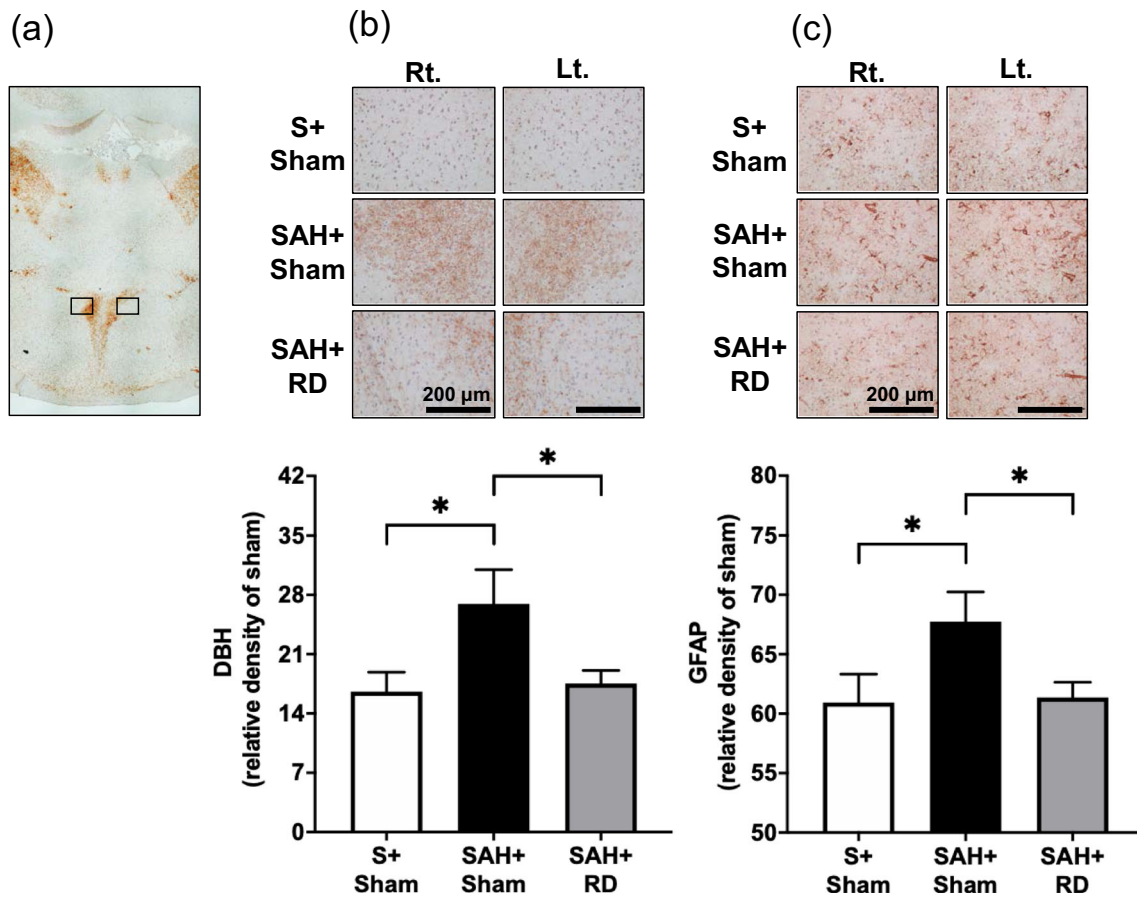 (a)
(b)
Rt.
Lt.
S+
Sham
SAH+
Sham
SAH+
RD
200 µm
(c)
Rt.
Lt.
S+
Sham
SAH+
Sham
SAH+
RD
200 µm
DBH
(relative density of sham)
42
35
28
21
14
7
0
*
*
S+
Sham
SAH+
Sham
SAH+
RD
GFAP
(relative density of sham)
80
75
70
65
60
55
50
*
*
S+
Sham
SAH+
Sham
SAH+
RD